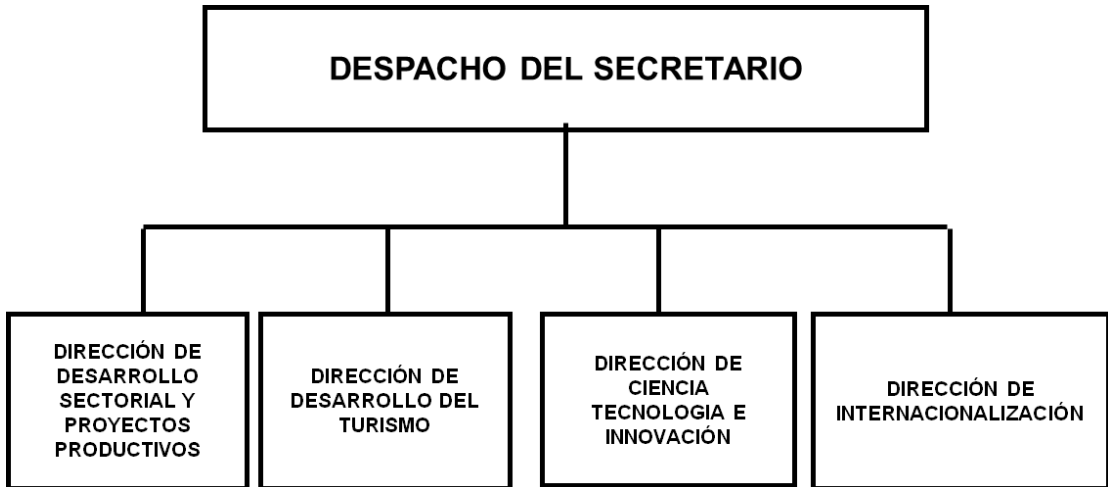 DESPACHO DEL SECRETARIO
DIRECCIÓN DE
DESARROLLO
SECTORIAL Y
PROYECTOS
PRODUCTIVOS
DIRECCIÓN DE
DESARROLLO DEL
TURISMO
DIRECCIÓN DE
CIENCIA
TECNOLOGIA E
INNOVACIÓN
DIRECCIÓN DE
INTERNACIONALIZACIÓN